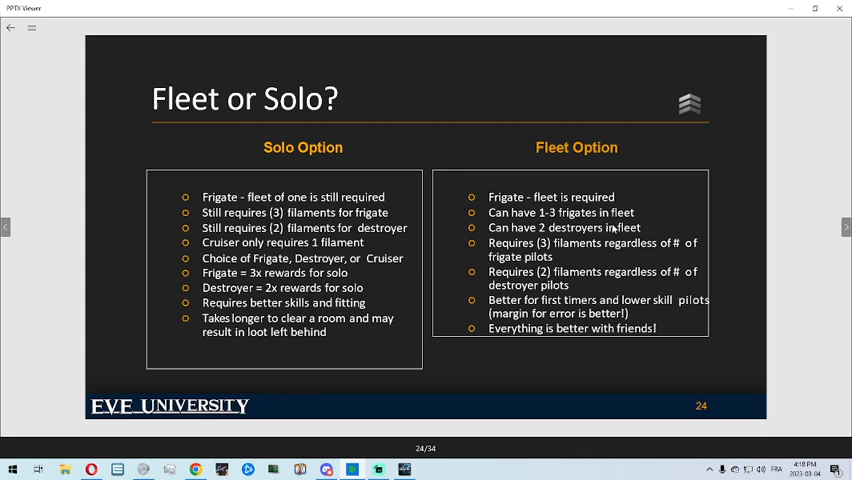 PPTX Viewer
Fleet or Solo?
Solo Option
Frigate - fleet of one is still required
Still requires (3) filaments for frigate
Still requires (2) filaments for destroyer
Cruiser only requires 1 filament
Choice of Frigate, Destroyer, or Cruiser
Frigate = 3x rewards for solo
Destroyer = 2x rewards for solo
Requires better skills and fitting
Takes longer to clear a room and may
result in loot left behind
Fleet Option
Frigate - fleet is required
Can have 1-3 frigates in fleet
Can have 2 destroyers in fleet
Requires (3) filaments regardless of # of
frigate pilots
Requires (2) filaments regardless of # of
destroyer pilots
Better for first timers and lower skill pilots
(margin for error is better!)
Everything is better with friends!
EVE UNIVERSITY
24
24/34
FRA
4:18 PM
2023-03-04